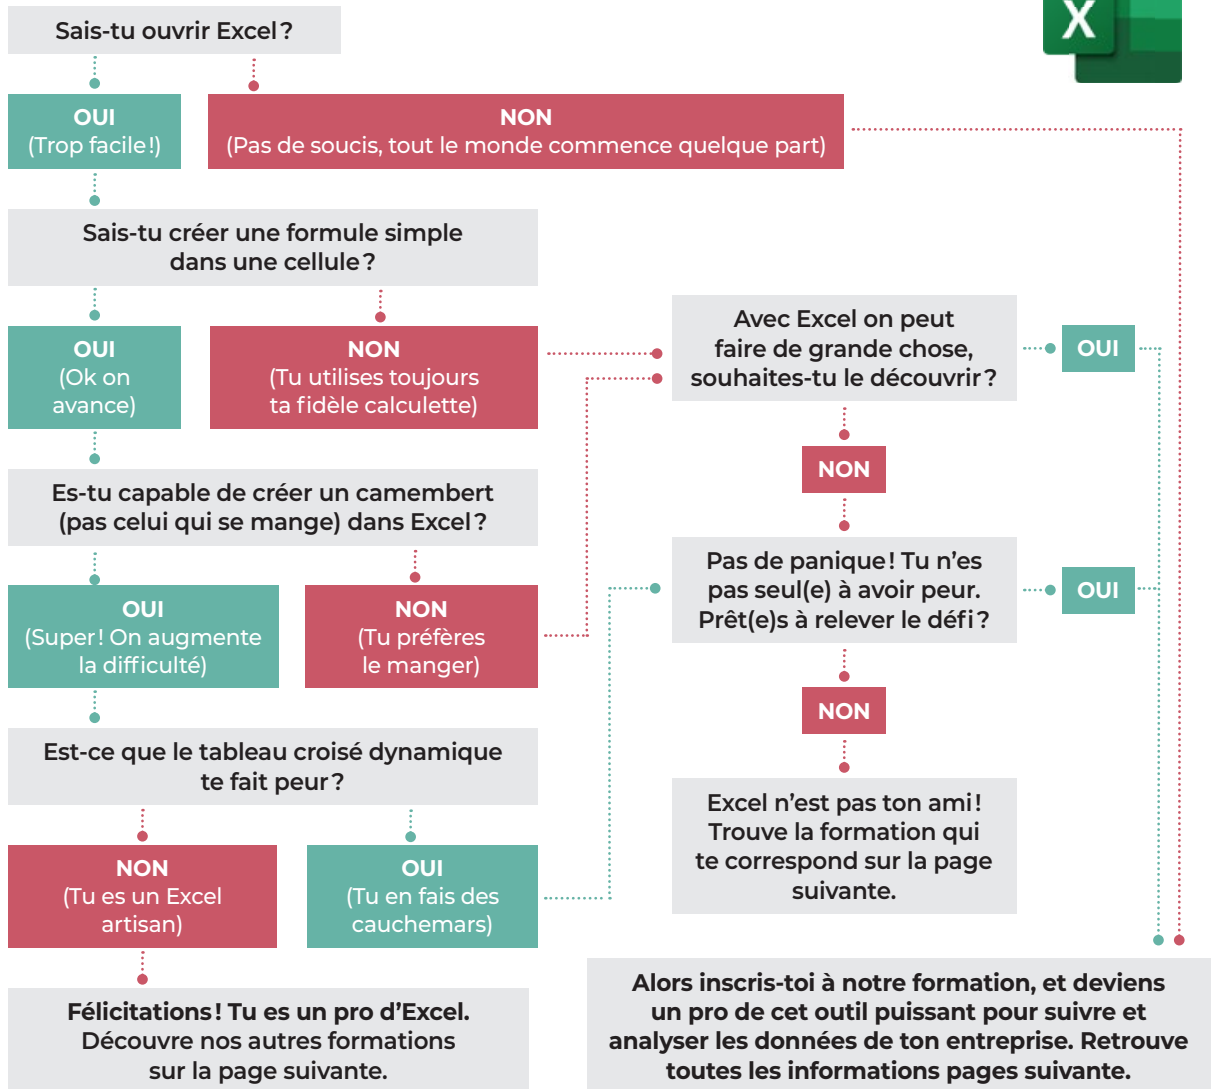 X
Sais-tu ouvrir Excel ?
OUI
(Trop facile !)
NON
(Pas de soucis, tout le monde commence quelque part)
Sais-tu créer une formule simple
dans une cellule ?
OUI
(Ok on
avance)
NON
(Tu utilises toujours
ta fidèle calculette)
Avec Excel on peut
faire de grande chose,
souhaites-tu le découvrir ?
OUI
NON
Es-tu capable de créer un camembert
(pas celui qui se mange) dans Excel ?
OUI
(Super ! On augmente
la difficulté)
NON
(Tu préfères
le manger)
Pas de panique ! Tu n’es
pas seul(e) à avoir peur.
Prêt(e)s à relever le défi ?
OUI
NON
Est-ce que le tableau croisé dynamique
te fait peur ?
NON
(Tu es un Excel
artisan)
OUI
(Tu en fais des
cauchemars)
Excel n’est pas ton ami !
Trouve la formation qui
te correspond sur la page
suivante.
Félicitations ! Tu es un pro d’Excel.
Découvre nos autres formations
sur la page suivante.
Alors inscris-toi à notre formation, et deviens
un pro de cet outil puissant pour suivre et
analyser les données de ton entreprise. Retrouve
toutes les informations pages suivante.